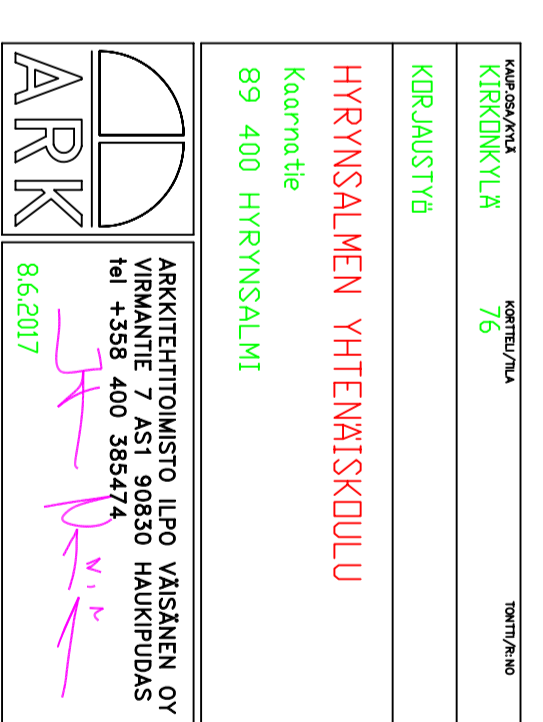 KAUP.OSA/KYLÄ KORTTELI/TILA TONTTI/R:NO
KIRKONKYLÄ 76
KORJAUSTYÖ
HYRYNSALMEN YHTENÄISKOULU
Kaarnatie
89 400 HYRYNSALMI
ARK
ARKKITEHTITOIMISTO ILPO VÄISÄNEN OY
VIRMANTIE 7 AS1 90830 HAUKIPUDAS
tel +358 400 385474
8.6.2017